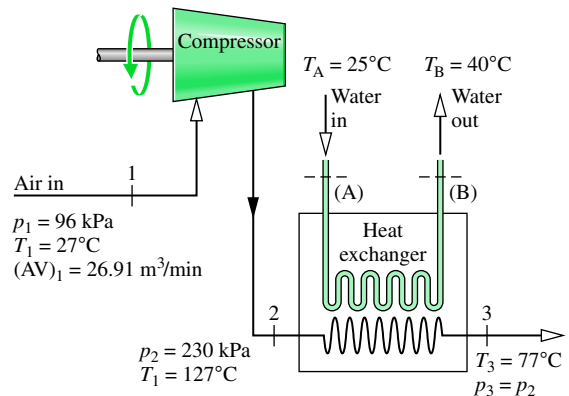 Compressor
T_A = 25°C
T_B = 40°C
Water
in
Water
out
1
Air in
(A)
(B)
p_1 = 96 kPa
T_1 = 27°C
(AV)_1 = 26.91 m^3/min
Heat
exchanger
2
3
p_2 = 230 kPa
T_1 = 127°C
T_3 = 77°C
p_3 = p_2